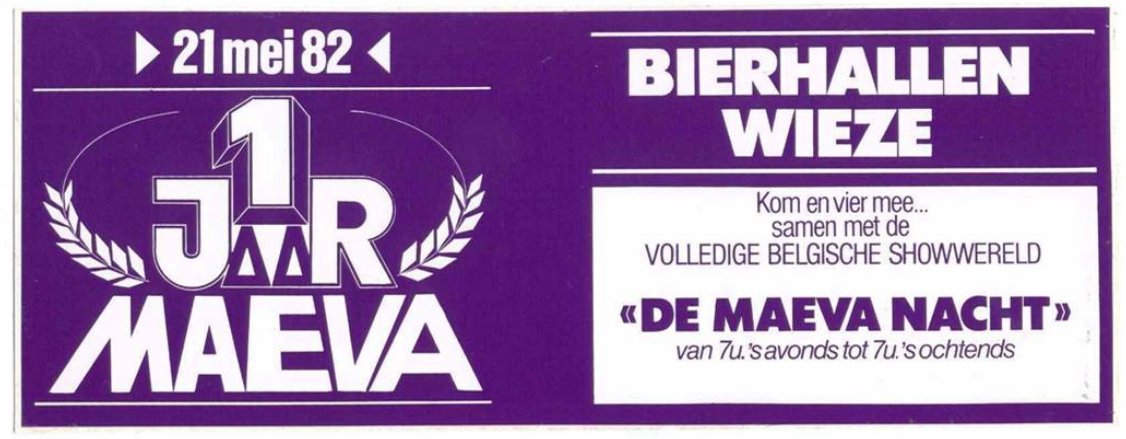 21 mei 82
1
JAAR
MAEVA
BIERHALLEN
WIEZE
Kom en vier mee...
samen met de
VOLLEDIGE BELGISCHE SHOWWERELD
«DE MAEVA NACHT»
van 7u.'s avonds tot 7u.'s ochtends